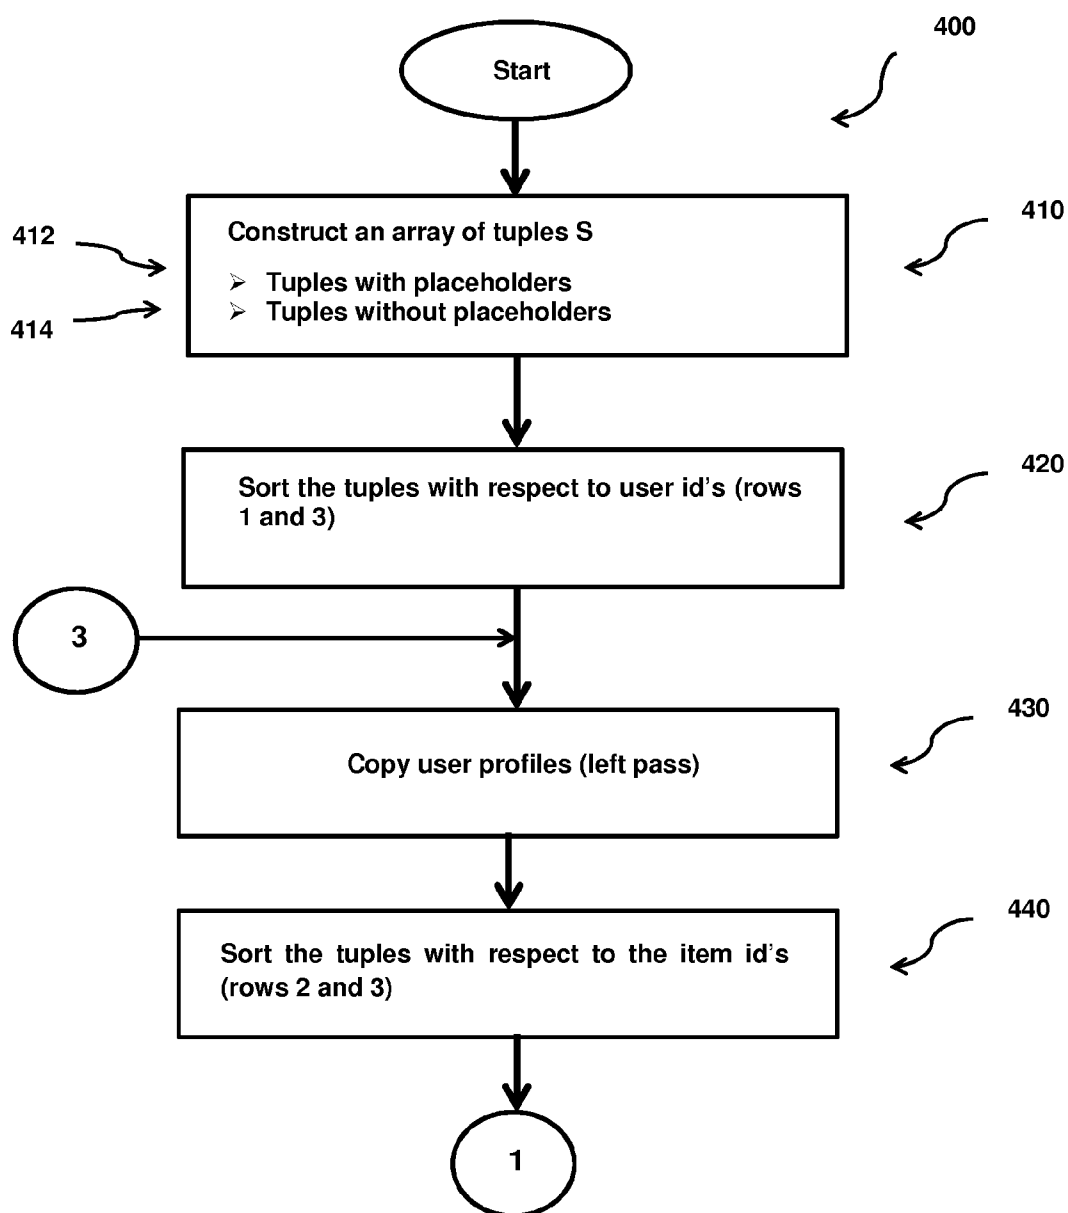 400
Start
410
Construct an array of tuples S
412
➢ Tuples with placeholders
➢ Tuples without placeholders
414
420
Sort the tuples with respect to user id's (rows
1 and 3)
3
430
Copy user profiles (left pass)
440
Sort the tuples with respect to the item id's
(rows 2 and 3)
1